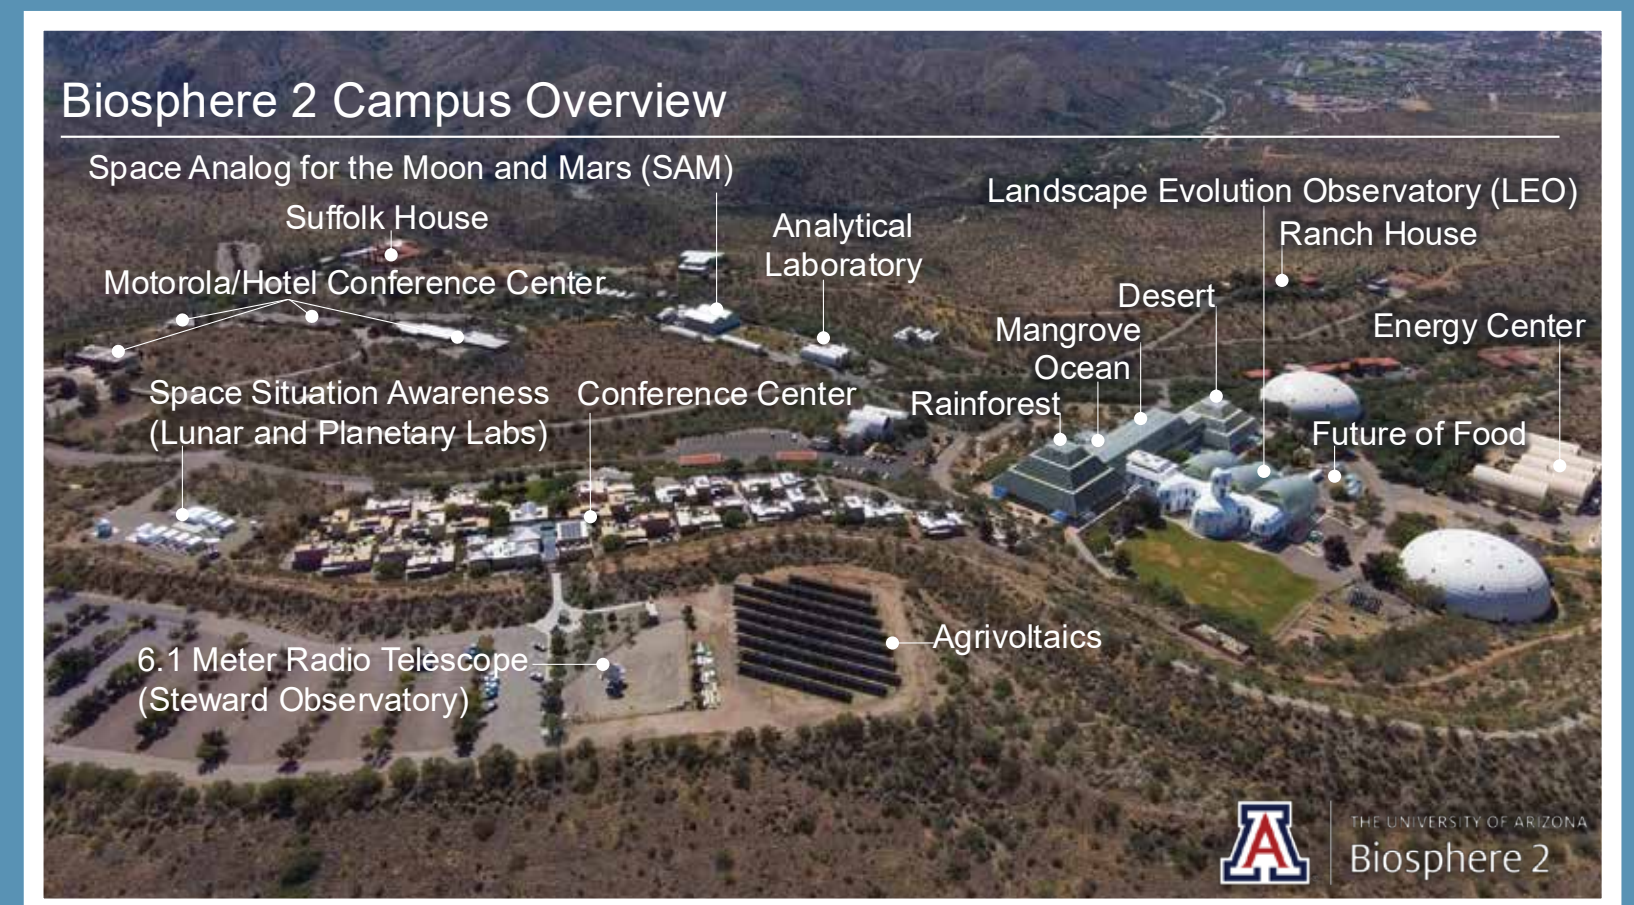 Biosphere 2 Campus Overview
Space Analog for the Moon and Mars (SAM)
Landscape Evolution Observatory (LEO)
Suffolk House
Analytical
Laboratory
Ranch House
Motorola/Hotel Conference Center
Desert
Mangrove
Energy Center
Ocean
Space Situation Awareness
(Lunar and Planetary Labs)
Conference Center
Rainforest
Future of Food
6.1 Meter Radio Telescope
(Steward Observatory)
Agrivoltaics
A
THE UNIVERSITY OF ARIZONA
Biosphere 2